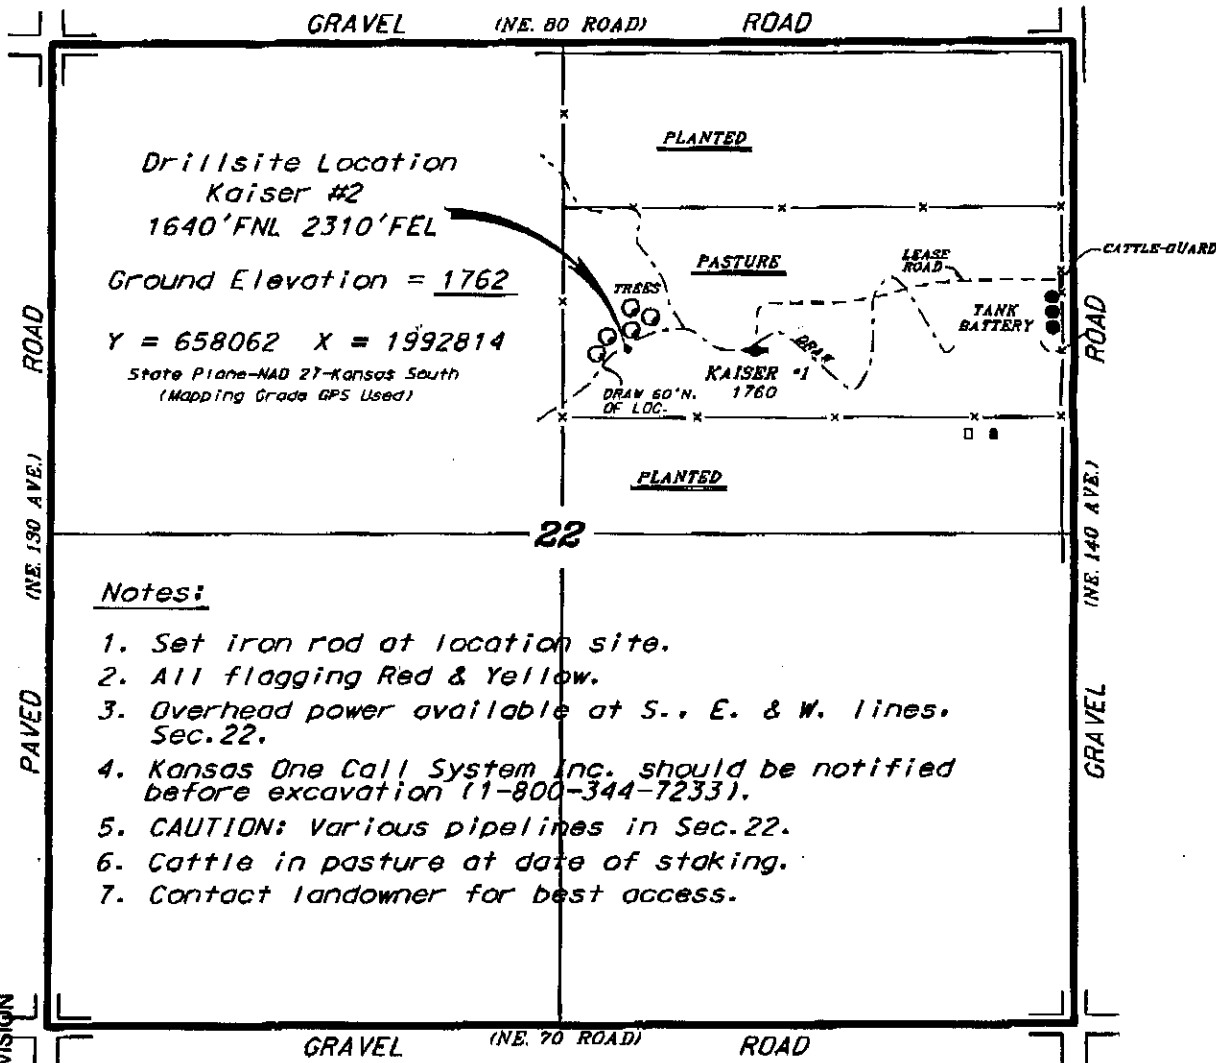 GRAVEL (NE. 80 ROAD) ROAD
PLANTED
Drillsite Location
Kaiser #2
1640'FNL 2310'FEL
Ground Elevation = 1762
Y = 658062 X = 1992814
State Plane-NAD 27-Kansas South
(Mapping Grade GPS Used)
PASTURE
LEASE
ROAD
CATTLE-GUARD
TREES
TANK
BATTERY
DRAW
KAISER #1
1760
DRAW 60'N.
OF LOC.
PLANTED
22
PAVED (NE. 130 AVE.) ROAD
GRAVEL (NE. 140 AVE.) ROAD
Notes:
1. Set iron rod at location site.
2. All flagging Red & Yellow.
3. Overhead power available at S., E. & W. lines.
Sec.22.
4. Kansas One Call System Inc. should be notified
before excavation (1-800-344-7233).
5. CAUTION: Various pipelines in Sec.22.
6. Cattle in pasture at date of staking.
7. Contact landowner for best access.
GRAVEL (NE. 70 ROAD) ROAD